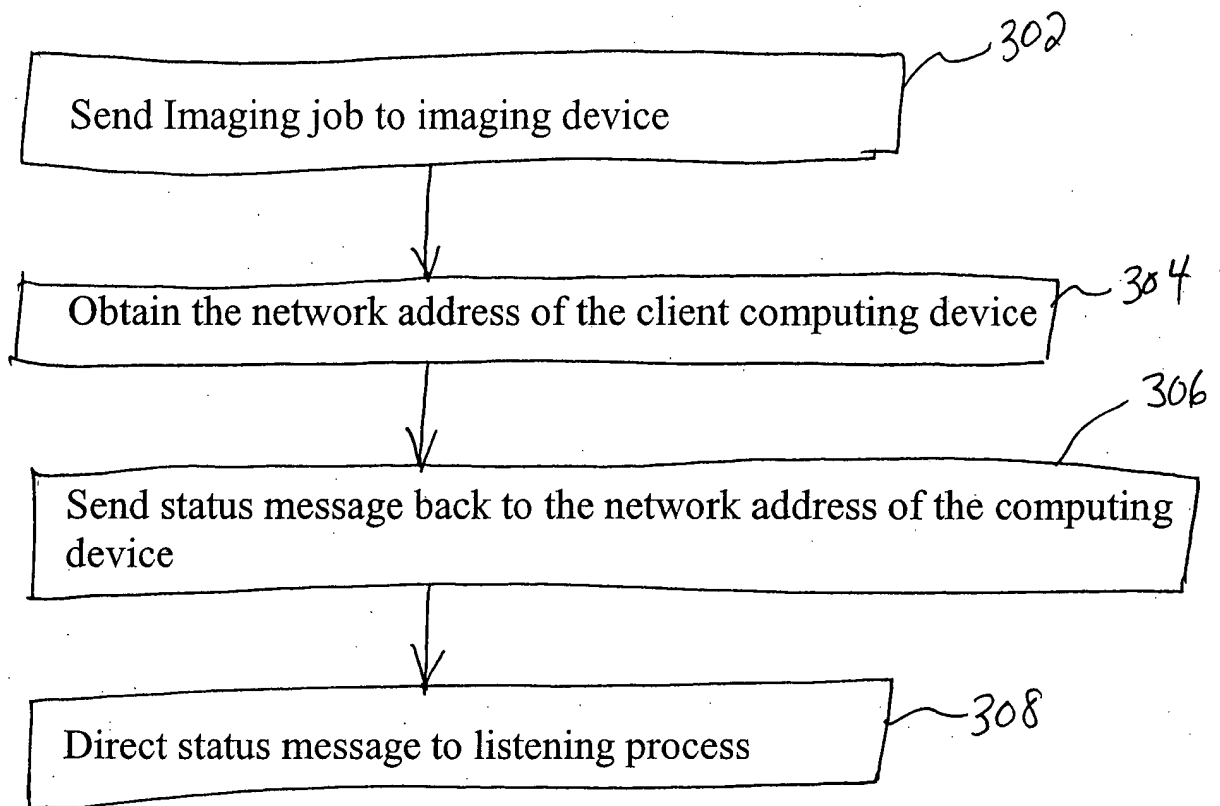 302
Send Imaging job to imaging device
304
Obtain the network address of the client computing device
306
Send status message back to the network address of the computing
device
308
Direct status message to listening process